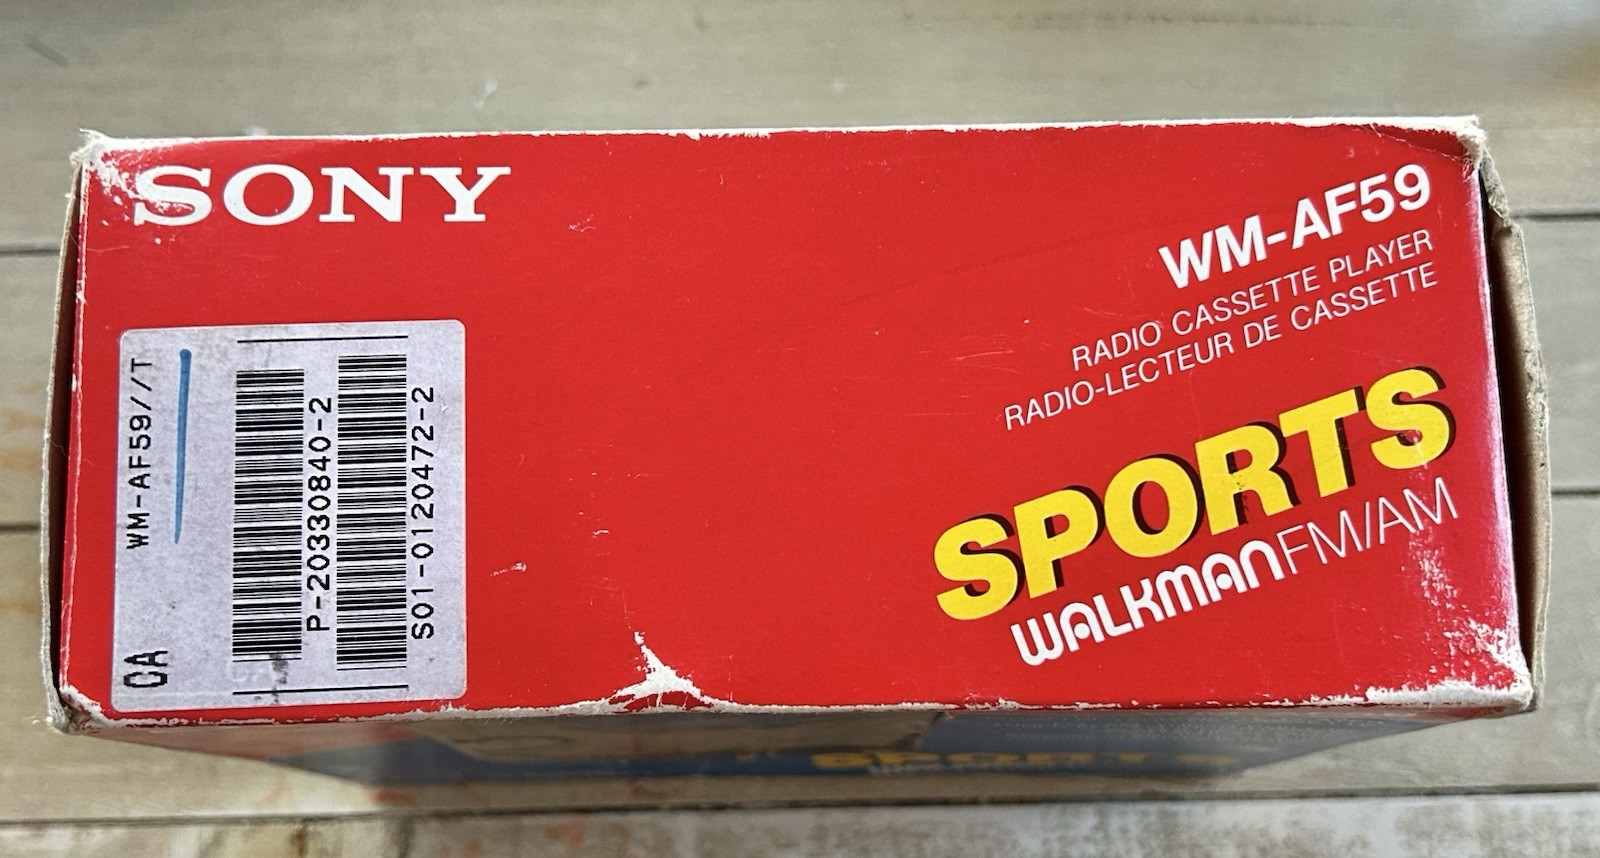 SONY
WM-AF59
RADIO CASSETTE PLAYER
RADIO-LECTEUR DE CASSETTE
SPORTS
WALKMAN FM/AM
WM-AF59//T
CA
P-20330840-2
S01-0120472-2
SPORTS